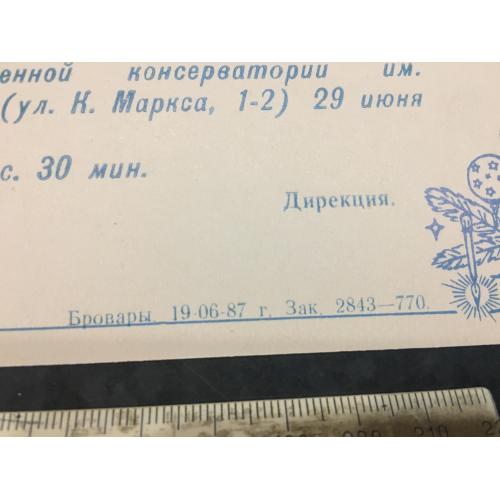 енной консерватории им.
(ул. К. Маркса, 1-2) 29 июня
с. 30 мин.
Дирекция.
Бровары 19-06-87 г. Зак. 2843—770.
210